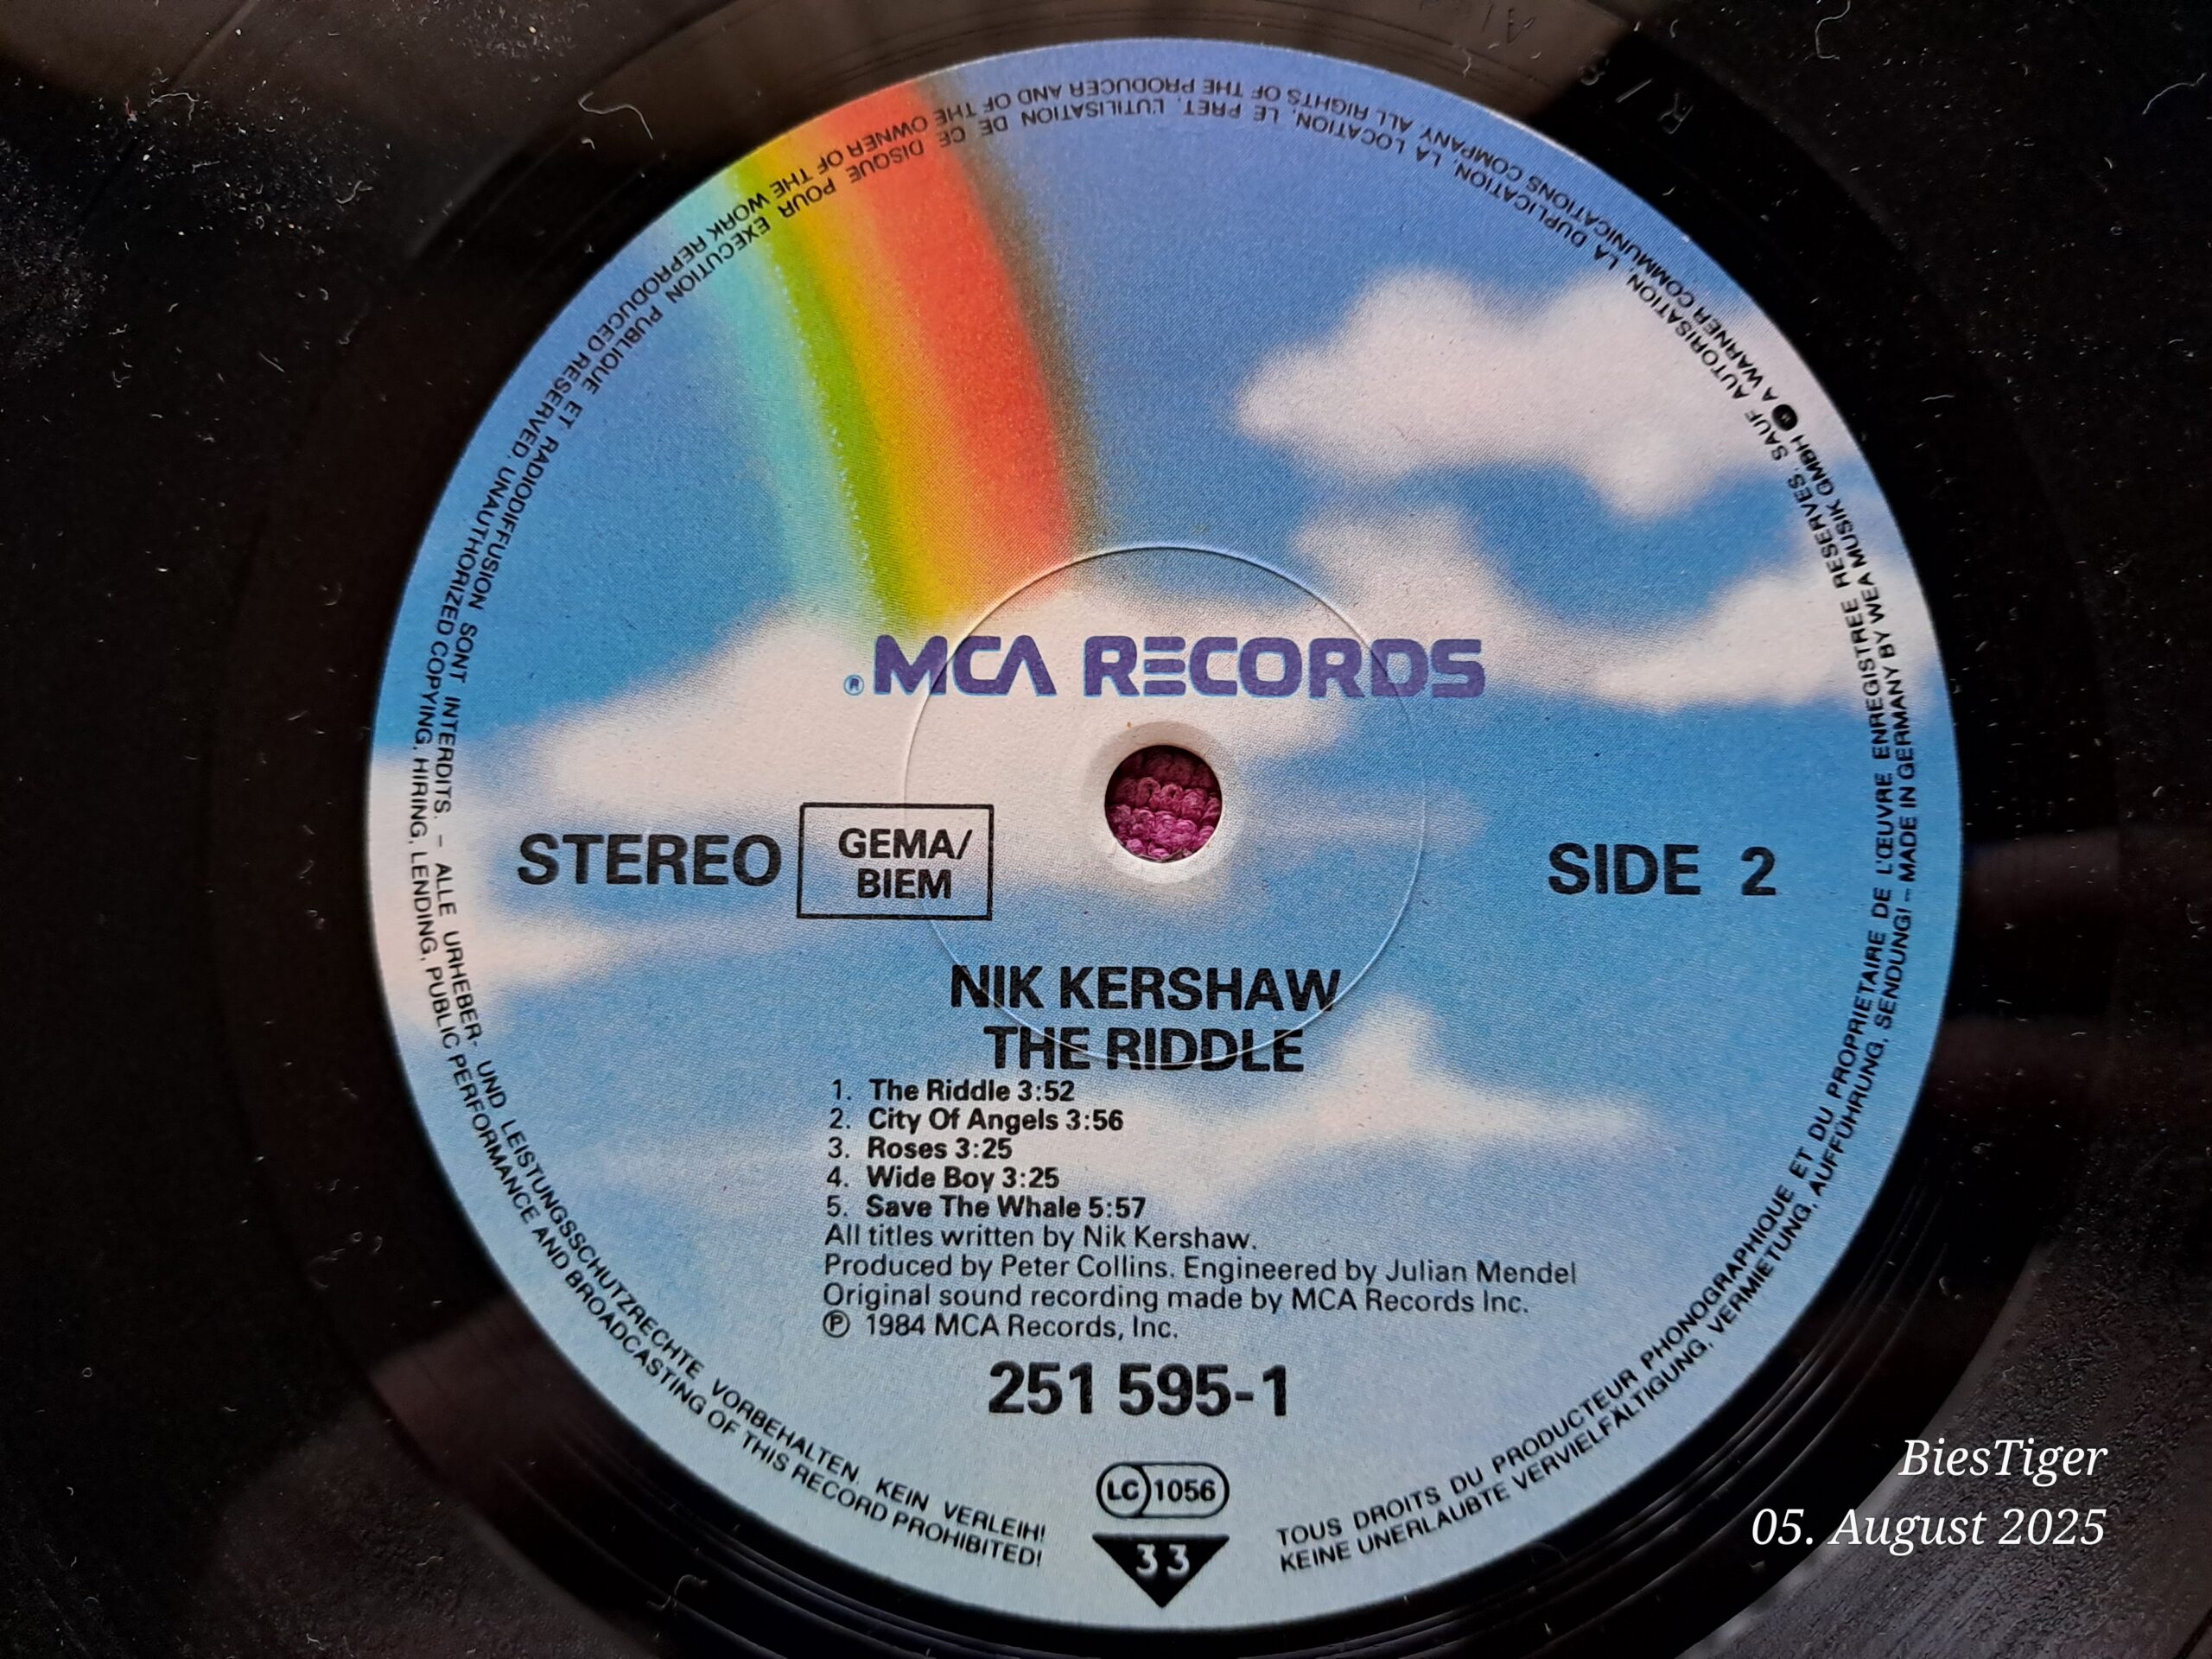 ® MCA RECORDS
STEREO
GEMA/
BIEM
SIDE 2
NIK KERSHAW
THE RIDDLE
1. The Riddle 3:52
2. City Of Angels 3:56
3. Roses 3:25
4. Wide Boy 3:25
5. Save The Whale 5:57
All titles written by Nik Kershaw.
Produced by Peter Collins. Engineered by Julian Mendel
Original sound recording made by MCA Records Inc.
℗ 1984 MCA Records, Inc.
251 595-1
LC 1056
33
TOUS DROITS DU PRODUCTEUR PHONOGRAPHIQUE ET DU PROPRIETAIRE DE L'ŒUVRE ENREGISTREE RESERVES. SAUF AUTORISATION, LA DUPLICATION, LA LOCATION, LE PRET, L'UTILISATION DE CE DISQUE POUR EXECUTION PUBLIQUE ET RADIODIFFUSION SONT INTERDITS. – ALLE URHEBER- UND LEISTUNGSSCHUTZRECHTE VORBEHALTEN. KEIN VERLEIH!
KEINE UNERLAUBTE VERVIELFÄLTIGUNG, VERMIETUNG, AUFFÜHRUNG, SENDUNG! – MADE IN GERMANY BY WEA MUSIK GMBH A WARNER COMMUNICATIONS COMPANY ALL RIGHTS OF THE PRODUCER AND OF THE OWNER OF THE WORK REPRODUCED RESERVED. UNAUTHORIZED COPYING, HIRING, LENDING, PUBLIC PERFORMANCE AND BROADCASTING OF THIS RECORD PROHIBITED!
BiesTiger
05. August 2025